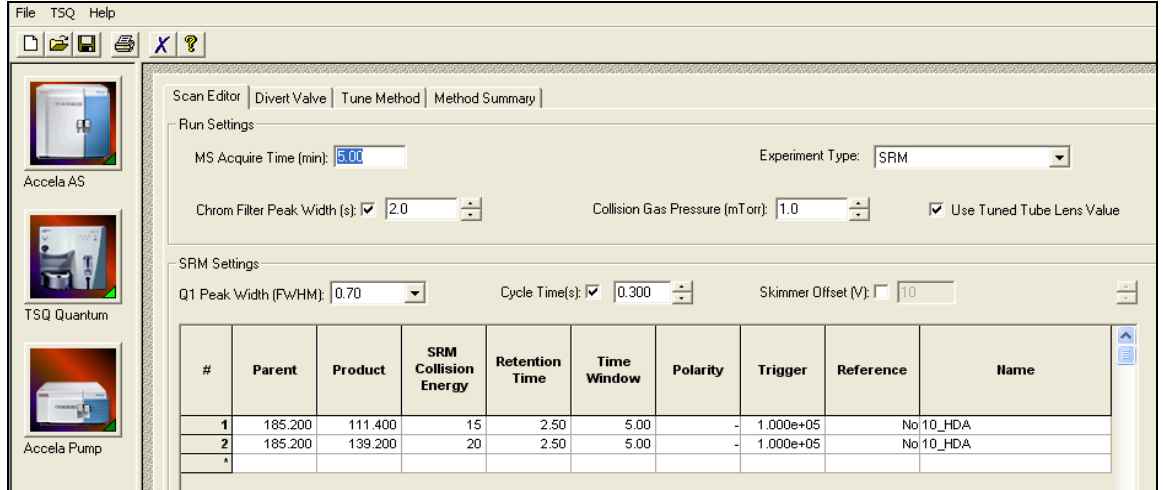 File TSQ Help
Scan Editor Divert Valve Tune Method Method Summary
Run Settings
MS Acquire Time (min): 5.00 Experiment Type: SRM
Accela AS
Chrom Filter Peak Width (s): 2.0 Collision Gas Pressure (mTorr): 1.0 Use Tuned Tube Lens Value
SRM Settings
Q1 Peak Width (FWHM): 0.70 Cycle Time(s): 0.300 Skimmer Offset (V): 10
TSQ Quantum
# Parent Product SRM Collision Energy Retention Time Time Window Polarity Trigger Reference Name
1 185.200 111.400 15 2.50 5.00 - 1.000e+05 No 10_HDA
2 185.200 139.200 20 2.50 5.00 - 1.000e+05 No 10_HDA
*
Accela Pump